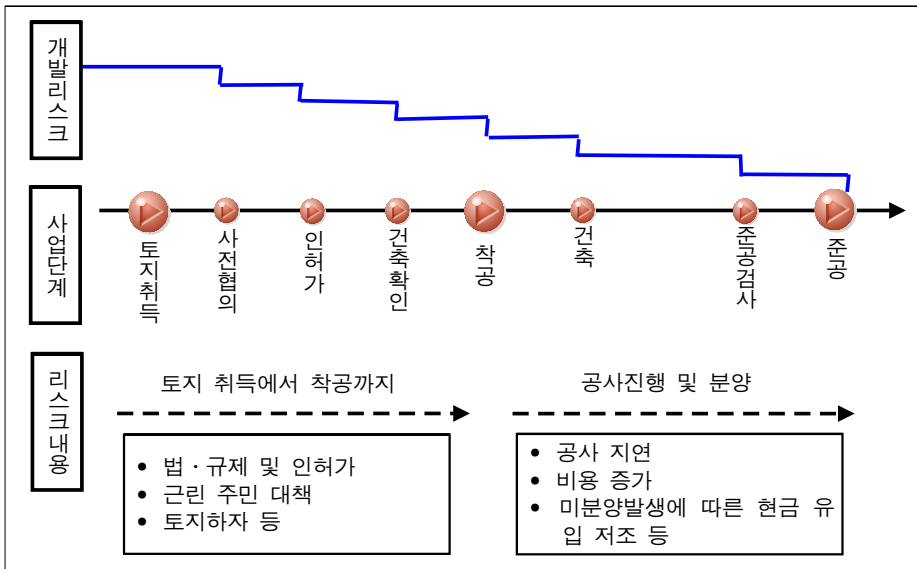 개발리스크
사업단계
토지취득
사전협의
인허가
건축확인
착공
건축
준공검사
준공
리스크내용
토지 취득에서 착공까지
공사진행 및 분양
• 법·규제 및 인허가
• 근린 주민 대책
• 토지하자 등
• 공사 지연
• 비용 증가
• 미분양발생에 따른 현금 유
입 저조 등